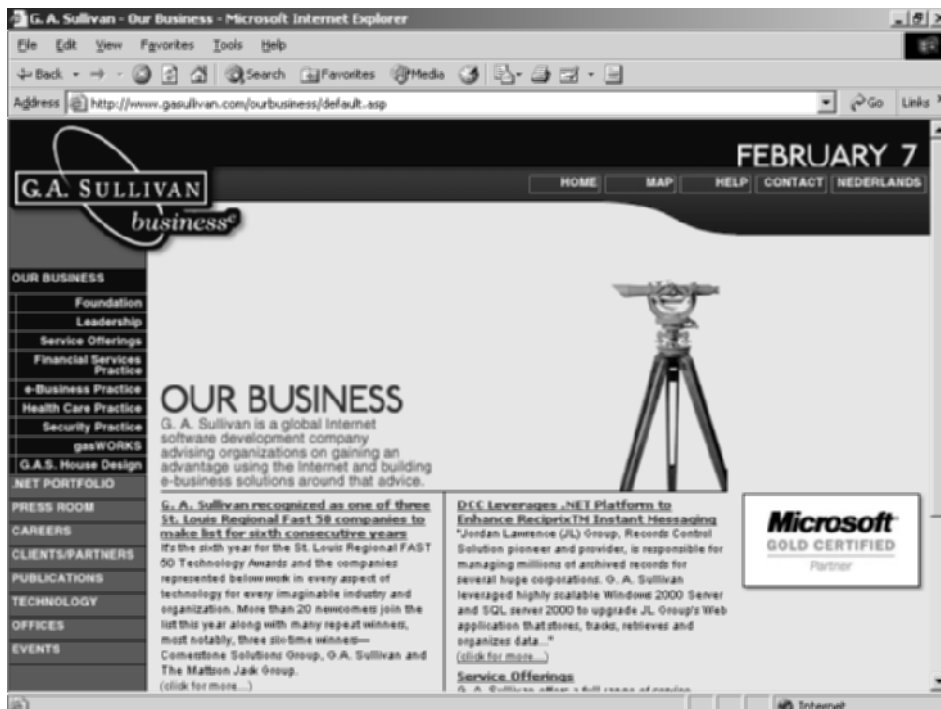 G. A. Sullivan - Our Business - Microsoft Internet Explorer
File Edit View Favorites Tools Help
Back Search Favorites Media
Address http://www.gasullivan.com/ourbusiness/default.asp Go Links
FEBRUARY 7
G.A. SULLIVAN
business
HOME MAP HELP CONTACT NEDERLANDS
OUR BUSINESS
Foundation
Leadership
Service Offerings
Financial Services
Practice
e-Business Practice
Health Care Practice
Security Practice
gasWORKS
G.A.S. House Design
.NET PORTFOLIO
PRESS ROOM
CAREERS
CLIENTS/PARTNERS
PUBLICATIONS
TECHNOLOGY
OFFICES
EVENTS
OUR BUSINESS
G. A. Sullivan is a global Internet
software development company
advising organizations on gaining an
advantage using the Internet and building
e-business solutions around that advice.
G. A. Sullivan recognized as one of three
St. Louis Regional Fast 50 companies to
make list for sixth consecutive years
It's the sixth year for the St. Louis Regional FAST
50 Technology Awards and the companies
represented below work in every aspect of
technology for every imaginable industry and
organization. More than 20 newcomers join the
list this year along with many repeat winners,
most notably, three six-time winners—
Cornerstone Solutions Group, G.A. Sullivan and
The Mattson Jack Group.
(click for more...)
DCC Leverages .NET Platform to
Enhance ReciprixTM Instant Messaging
"Jordan Lawrence (JL) Group, Records Control
Solution pioneer and provider, is responsible for
managing millions of archived records for
several huge corporations. G. A. Sullivan
leveraged highly scalable Windows 2000 Server
and SQL server 2000 to upgrade JL Group's Web
application that stores, tracks, retrieves and
organizes data..."
(click for more...)
Service Offerings
G. A. Sullivan offers a full range of
Microsoft
GOLD CERTIFIED
Partner
Internet